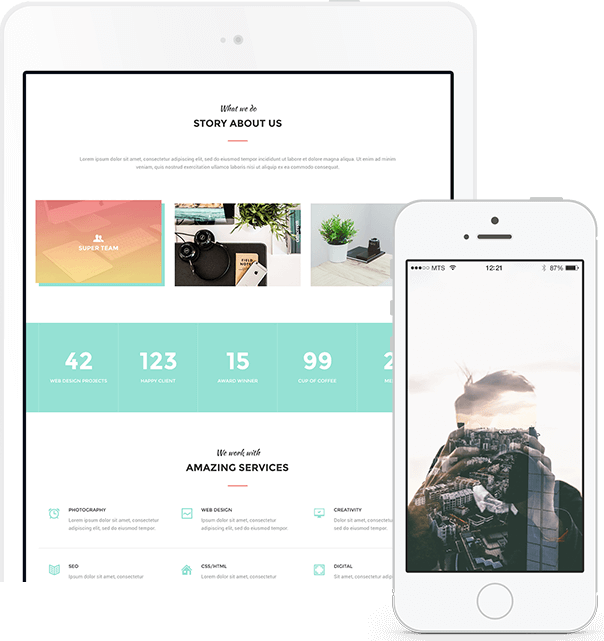 What we do
STORY ABOUT US
Lorem ipsum dolor sit amet, consectetur adipiscing elit, sed do eiusmod tempor incididunt ut labore et dolore magna aliqua. Ut enim ad minim
veniam, quis nostrud exercitation ullamco laboris nisi ut aliquip ex ea commodo consequat.
SUPER TEAM
FIELD NOTES
42
WEB DESIGN PROJECTS
123
HAPPY CLIENT
15
AWARD WINNER
99
CUP OF COFFEE
2
ME
We work with
AMAZING SERVICES
PHOTOGRAPHY
Lorem ipsum dolor sit amet, consectetur
adipiscing elit, sed do eiusmod tempor.
WEB DESIGN
Lorem ipsum dolor sit amet, consectetur
adipiscing elit, sed do eiusmod tempor.
CREATIVITY
Lorem ipsum dolor sit amet,
adipiscing elit, sed do eiusmod
SEO
Ipsum dolor sit amet, consectetur
CSS/HTML
Lorem ipsum dolor sit amet, consectetur
DIGITAL
Sit amet, consectetur adipiscing
MTS
12:21
87%